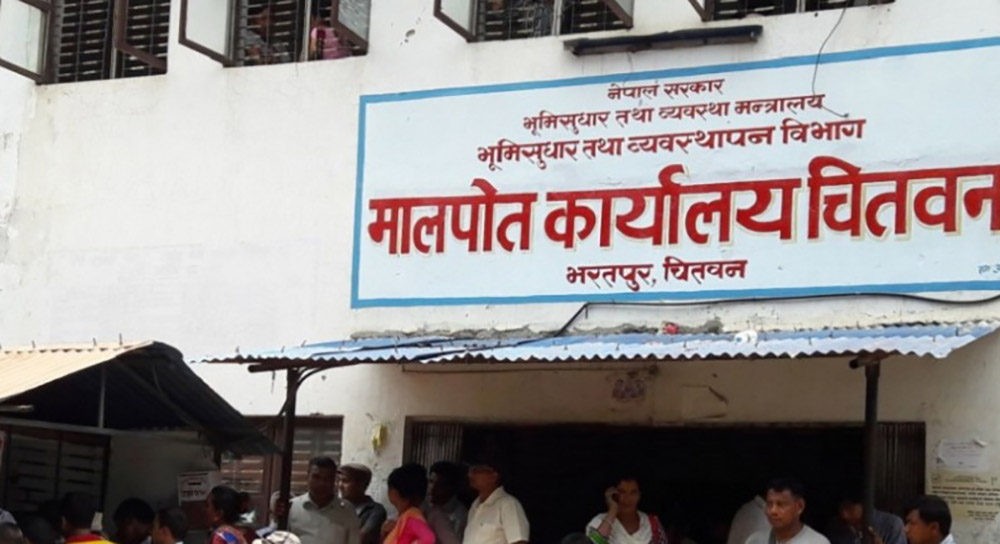 नेपाल सरकार
भूमिसुधार तथा व्यवस्था मन्त्रालय
भूमिसुधार तथा व्यवस्थापन विभाग
मालपोत कार्यालय चितवन
भरतपुर, चितवन